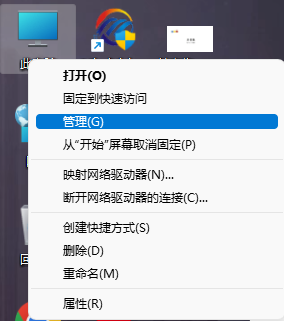 打开(O)
固定到快速访问
管理(G)
从"开始"屏幕取消固定(P)
映射网络驱动器(N)...
断开网络驱动器的连接(C)...
创建快捷方式(S)
删除(D)
重命名(M)
属性(R)